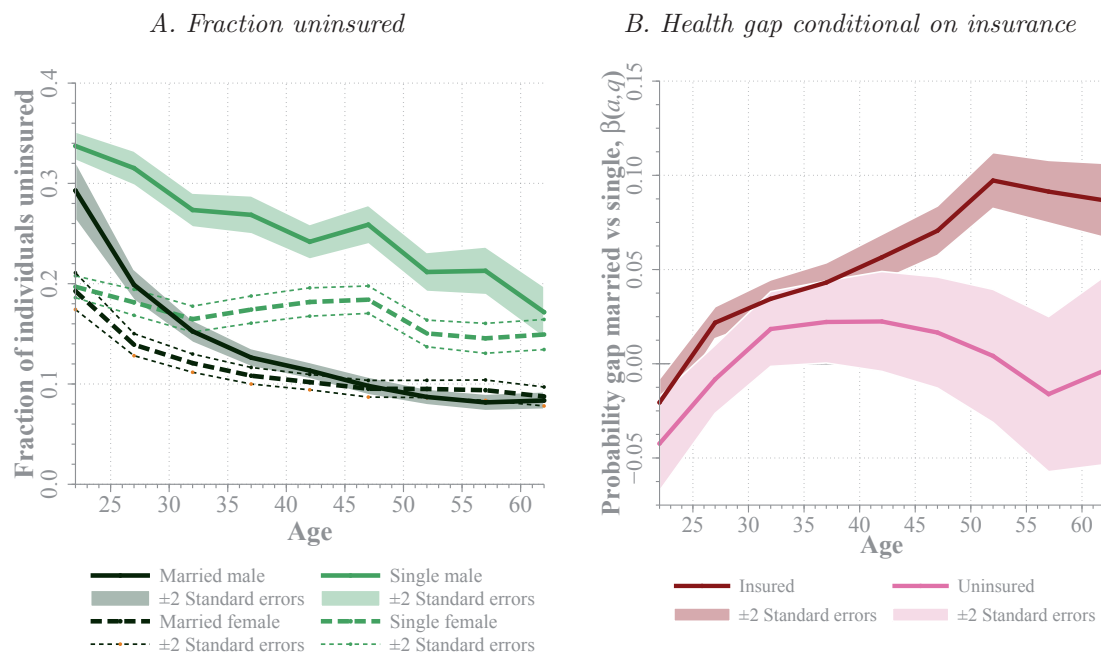 A. Fraction uninsured
B. Health gap conditional on insurance
Fraction of individuals uninsured
0.4
0.3
0.2
0.1
0.0
25 30 35 40 45 50 55 60
Age
Married male
±2 Standard errors
Married female
±2 Standard errors
Single male
±2 Standard errors
Single female
±2 Standard errors
Probability gap married vs single, β(a,q)
0.15
0.10
0.05
0.00
−0.05
25 30 35 40 45 50 55 60
Age
Insured
±2 Standard errors
Uninsured
±2 Standard errors